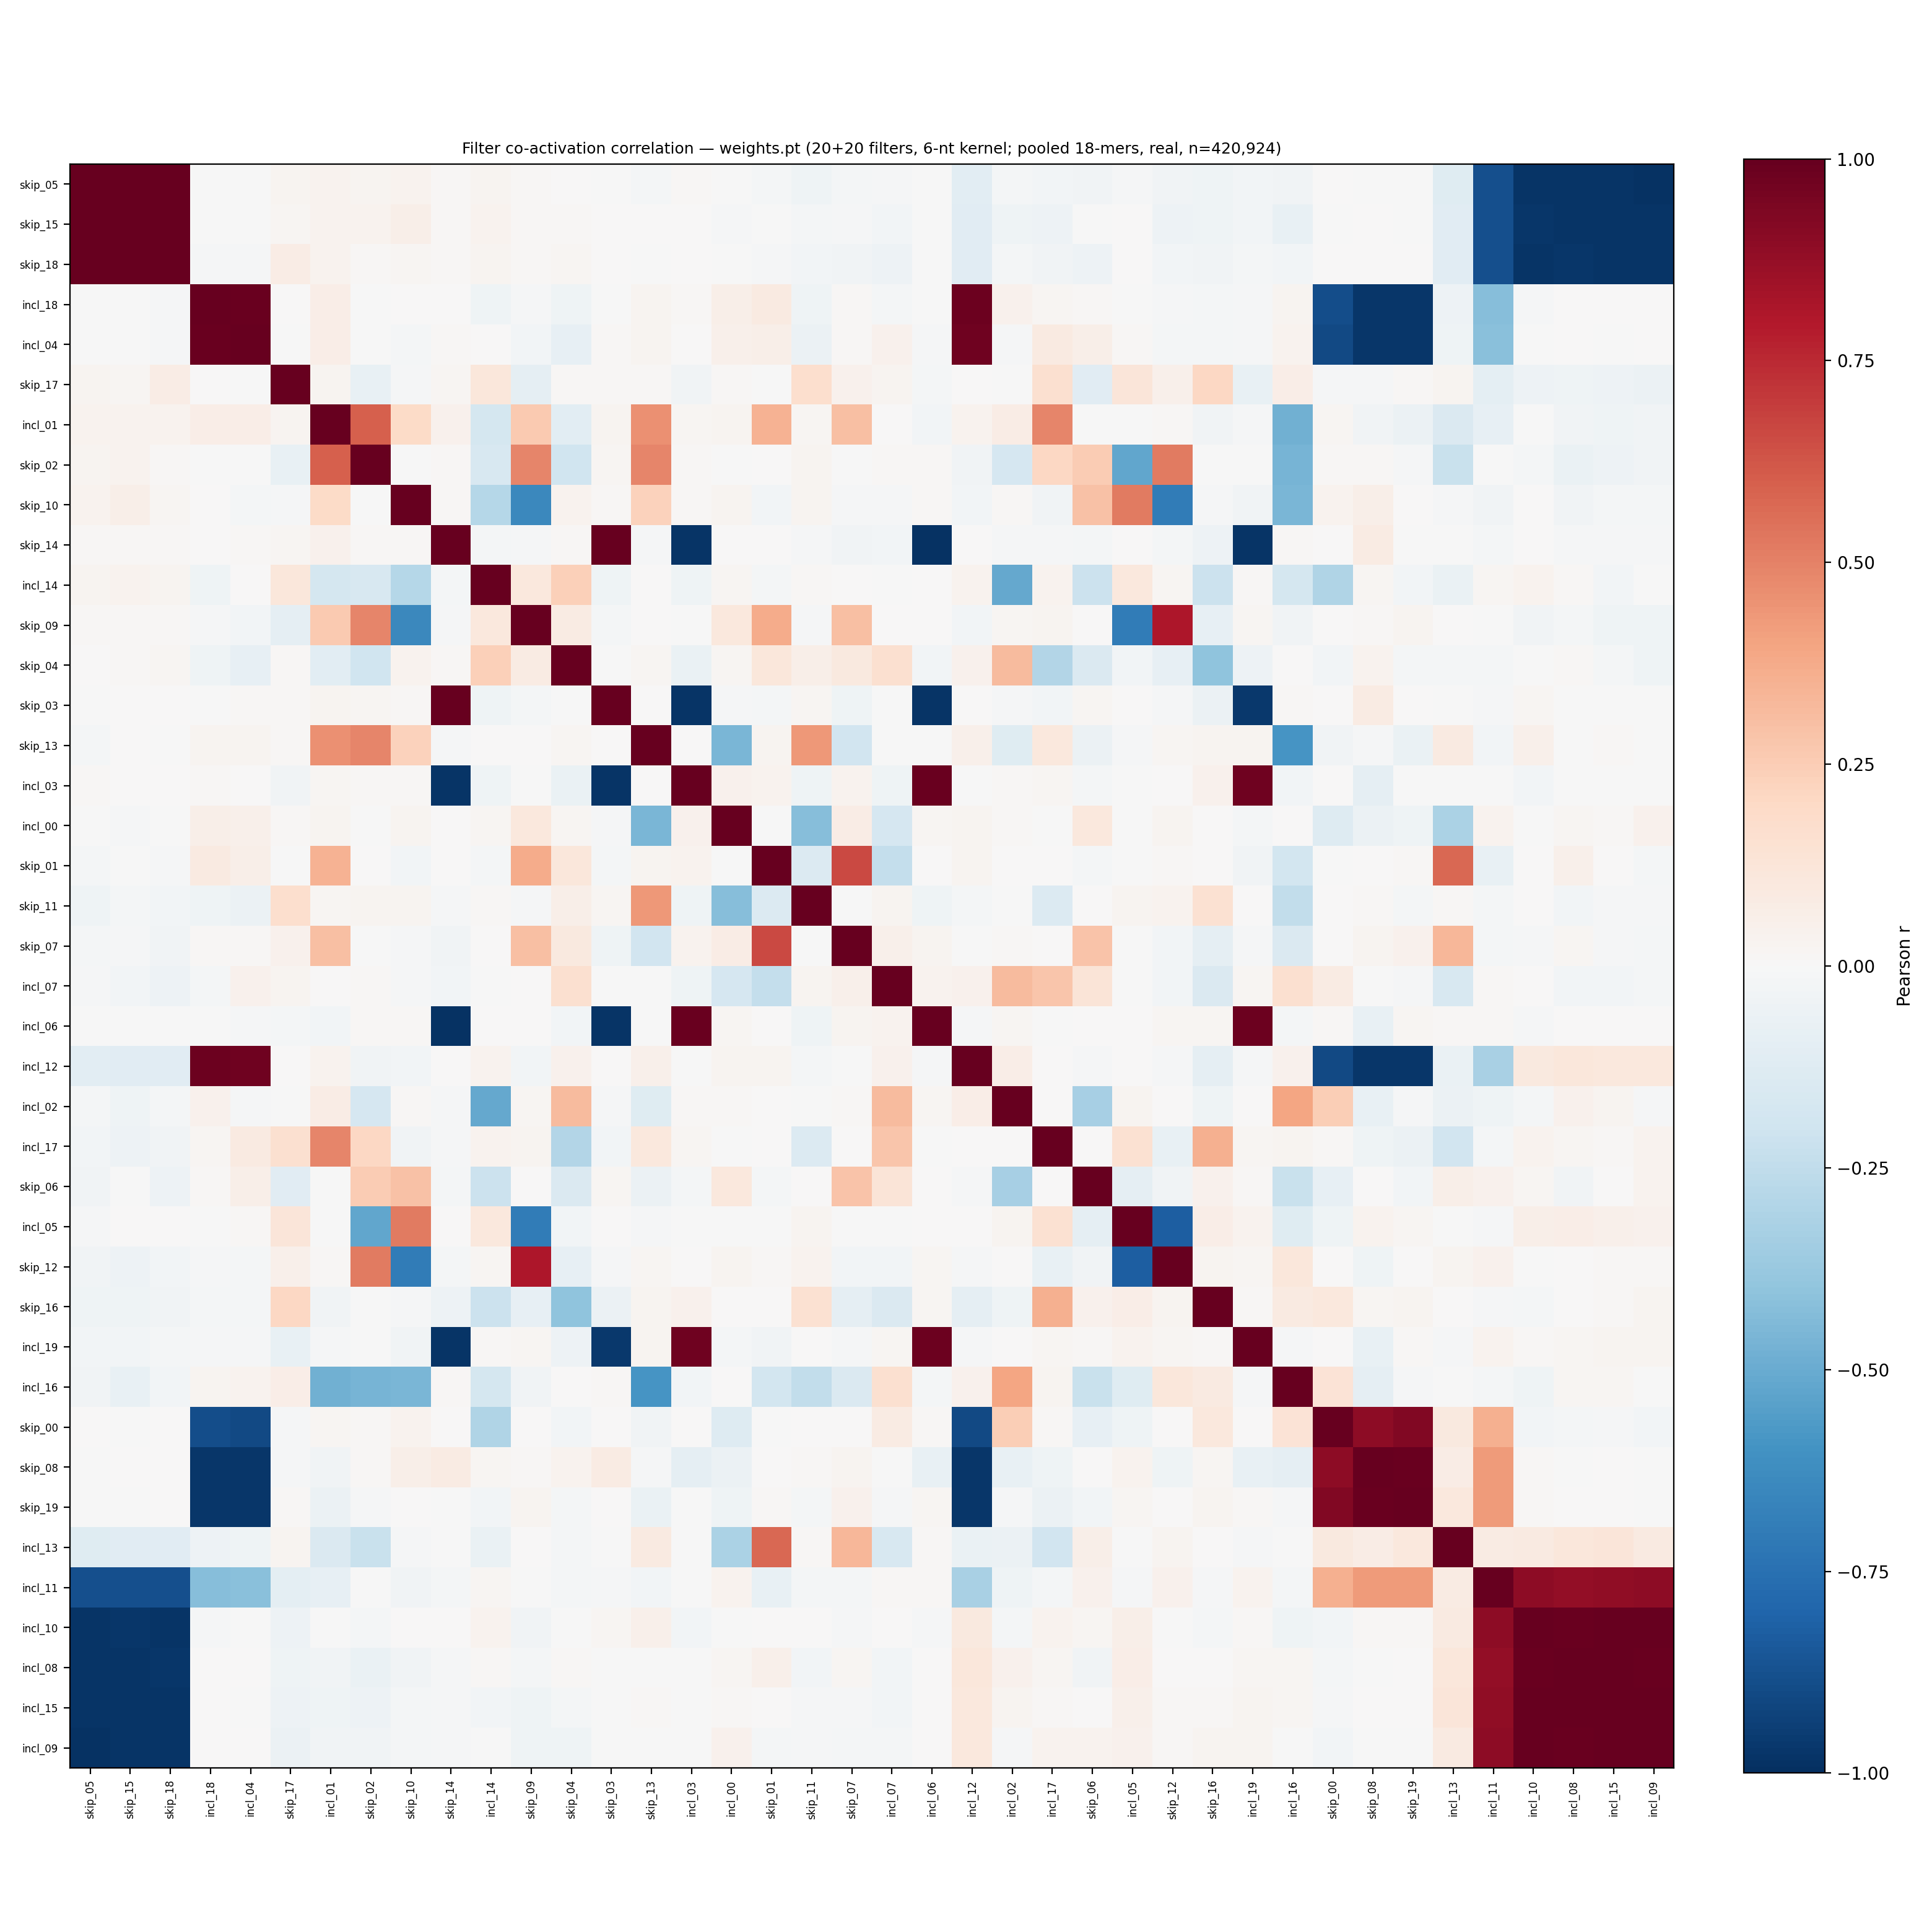 Filter co-activation correlation — weights.pt (20+20 filters, 6-nt kernel; pooled 18-mers, real, n=420,924)
skip_05
skip_15
skip_18
incl_18
incl_04
skip_17
incl_01
skip_02
skip_10
skip_14
incl_14
skip_09
skip_04
skip_03
skip_13
incl_03
incl_00
skip_01
skip_11
skip_07
incl_07
incl_06
incl_12
incl_02
incl_17
skip_06
incl_05
skip_12
skip_16
incl_19
incl_16
skip_00
skip_08
skip_19
incl_13
incl_11
incl_10
incl_08
incl_15
incl_09
skip_05
skip_15
skip_18
incl_18
incl_04
skip_17
incl_01
skip_02
skip_10
skip_14
incl_14
skip_09
skip_04
skip_03
skip_13
incl_03
incl_00
skip_01
skip_11
skip_07
incl_07
incl_06
incl_12
incl_02
incl_17
skip_06
incl_05
skip_12
skip_16
incl_19
incl_16
skip_00
skip_08
skip_19
incl_13
incl_11
incl_10
incl_08
incl_15
incl_09
1.00
0.75
0.50
0.25
0.00
−0.25
−0.50
−0.75
−1.00
Pearson r